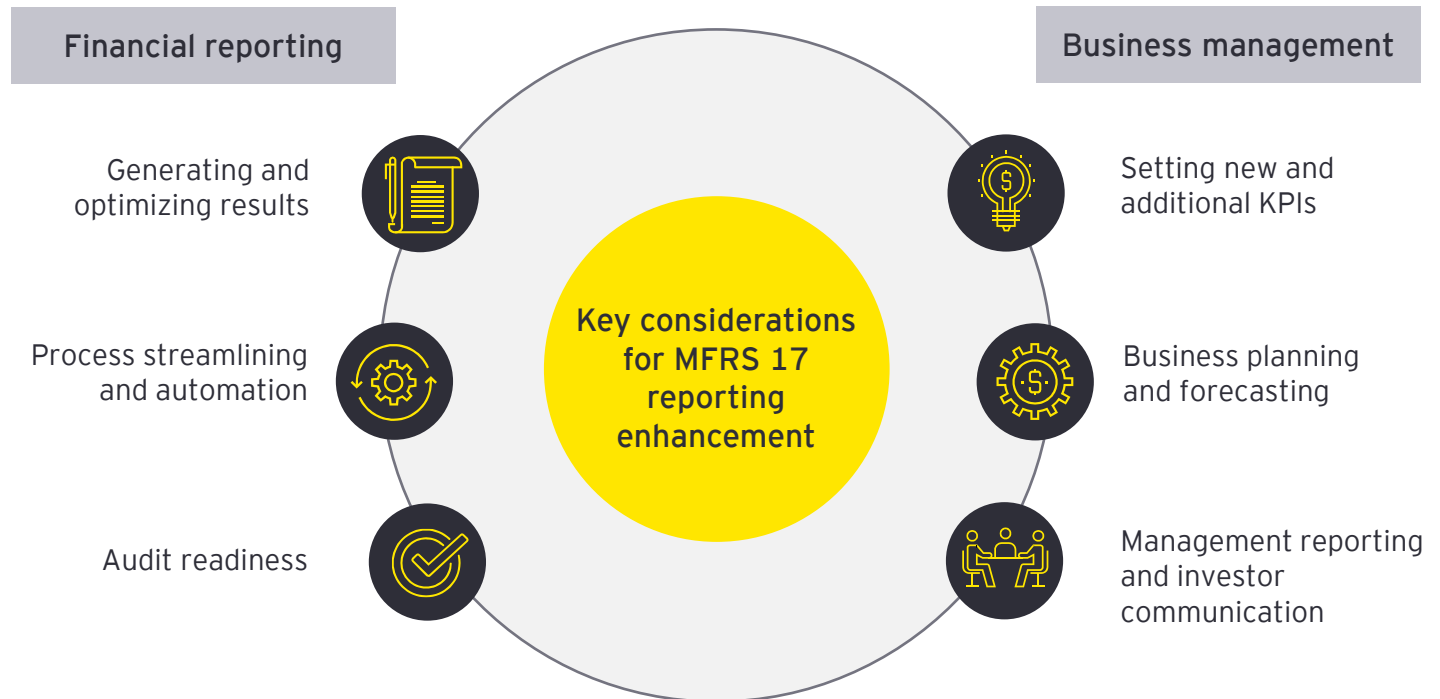 Financial reporting
Generating and
optimizing results
Process streamlining
and automation
Audit readiness
Key considerations
for MFRS 17
reporting
enhancement
Business management
Setting new and
additional KPIs
Business planning
and forecasting
Management reporting
and investor
communication